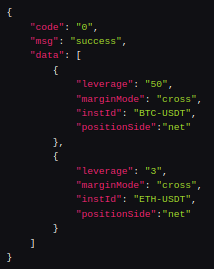 {
    "code": "0",
    "msg": "success",
    "data": [
        {
            "leverage": "50",
            "marginMode": "cross",
            "instId": "BTC-USDT",
            "positionSide":"net"
        },
        {
            "leverage": "3",
            "marginMode": "cross",
            "instId": "ETH-USDT",
            "positionSide":"net"
        }
    ]
}